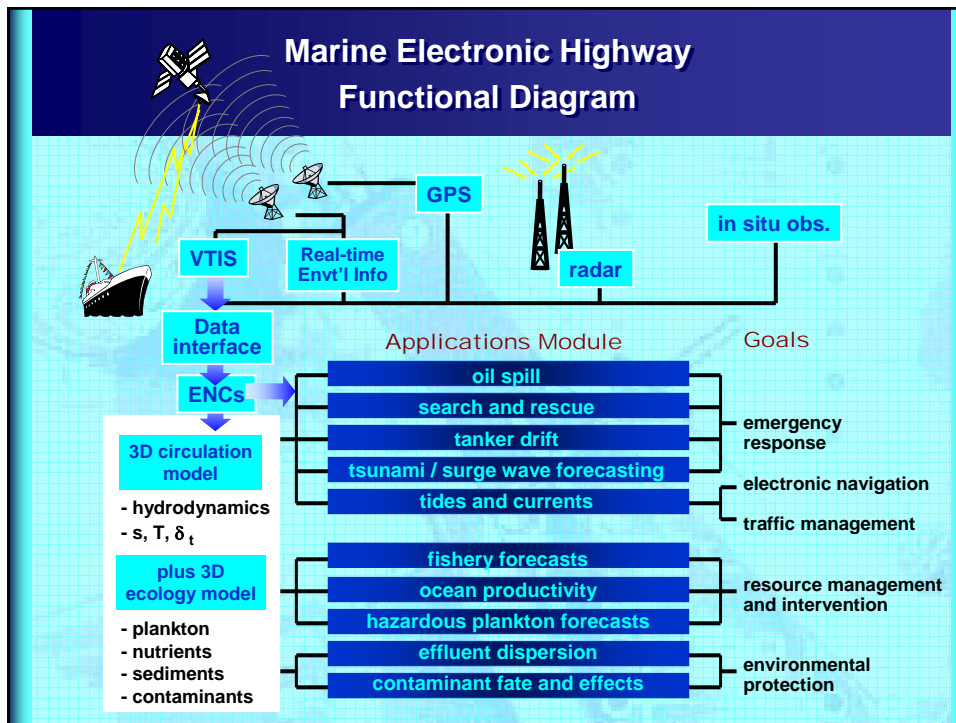 Marine Electronic Highway
Functional Diagram
GPS
in situ obs.
VTIS
Real-time
Envt'l Info
radar
Data
interface
Applications Module
Goals
ENCs
oil spill
search and rescue
tanker drift
tsunami / surge wave forecasting
tides and currents
emergency
response
electronic navigation
traffic management
3D circulation
model
- hydrodynamics
- s, T, δ t
plus 3D
ecology model
- plankton
- nutrients
- sediments
- contaminants
fishery forecasts
ocean productivity
hazardous plankton forecasts
effluent dispersion
contaminant fate and effects
resource management
and intervention
environmental
protection